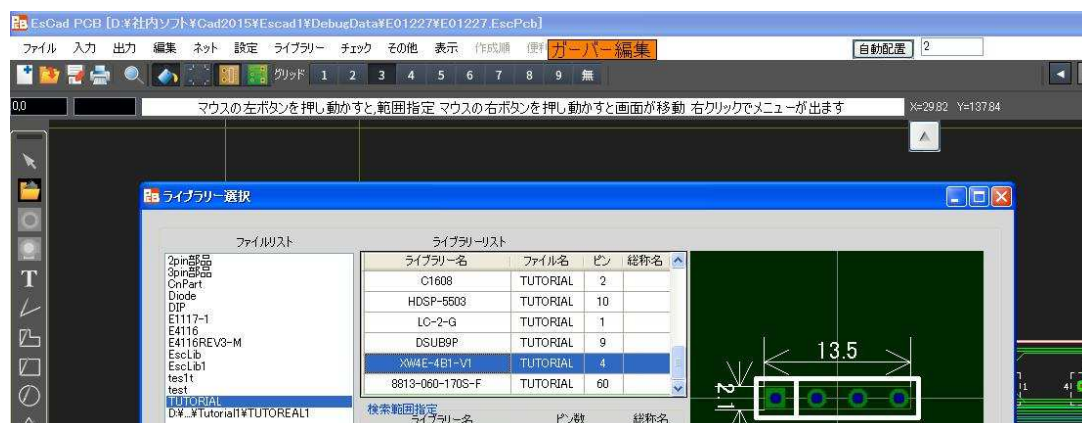 EsCad PCB [D:¥社内ソフト¥Cad2015¥Escad1¥DebugData¥E01227¥E01227.EscPcb]
ファイル 入力 出力 編集 ネット 設定 ライブラリー チェック その他 表示 作成順 便利 ガーバー編集 自動配置 2
グリッド 1 2 3 4 5 6 7 8 9 無
0,0 マウスの左ボタンを押し動かすと,範囲指定 マウスの右ボタンを押し動かすと画面が移動 右クリックでメニューが出ます X=29.82 Y=137.84
ライブラリー選択
ファイルリスト
2pin部品
3pin部品
CnPart
Diode
DIP
E1117-1
E4116
E4116REV3-M
EscLib
EscLib1
tes1t
test
TUTORIAL
D:¥...¥Tutorial1¥TUTOREAL1
ライブラリーリスト
ライブラリー名 ファイル名 ピン 総称名
C1608 TUTORIAL 2
HDSP-5503 TUTORIAL 10
LC-2-G TUTORIAL 1
DSUB9P TUTORIAL 9
XW4E-4B1-V1 TUTORIAL 4
8813-060-170S-F TUTORIAL 60
検索範囲指定
ライブラリー名 ピン数 総称名
13.5
2.1
T